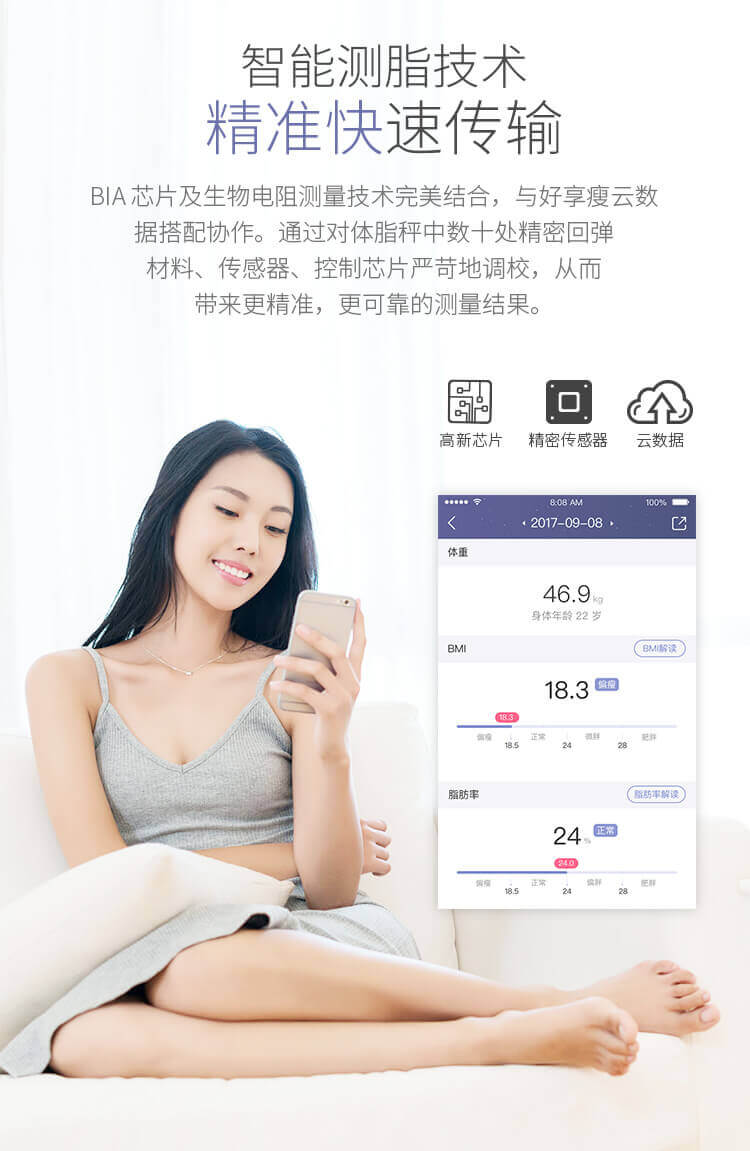 智能测脂技术
精准快速传输
BIA 芯片及生物电阻测量技术完美结合，与好享瘦云数
据搭配协作。通过对体脂秤中数十处精密回弹
材料、传感器、控制芯片严苛地调校，从而
带来更精准，更可靠的测量结果。
高新芯片 精密传感器 云数据
8:08 AM 100%
2017-09-08
体重
46.9 kg
身体年龄 22 岁
BMI BMI解读
18.3 偏瘦
18.3
偏瘦 正常 微胖 肥胖
18.5 24 28
脂肪率 脂肪率解读
24 % 正常
24.0
偏瘦 正常 偏胖 肥胖
18.5 24 28